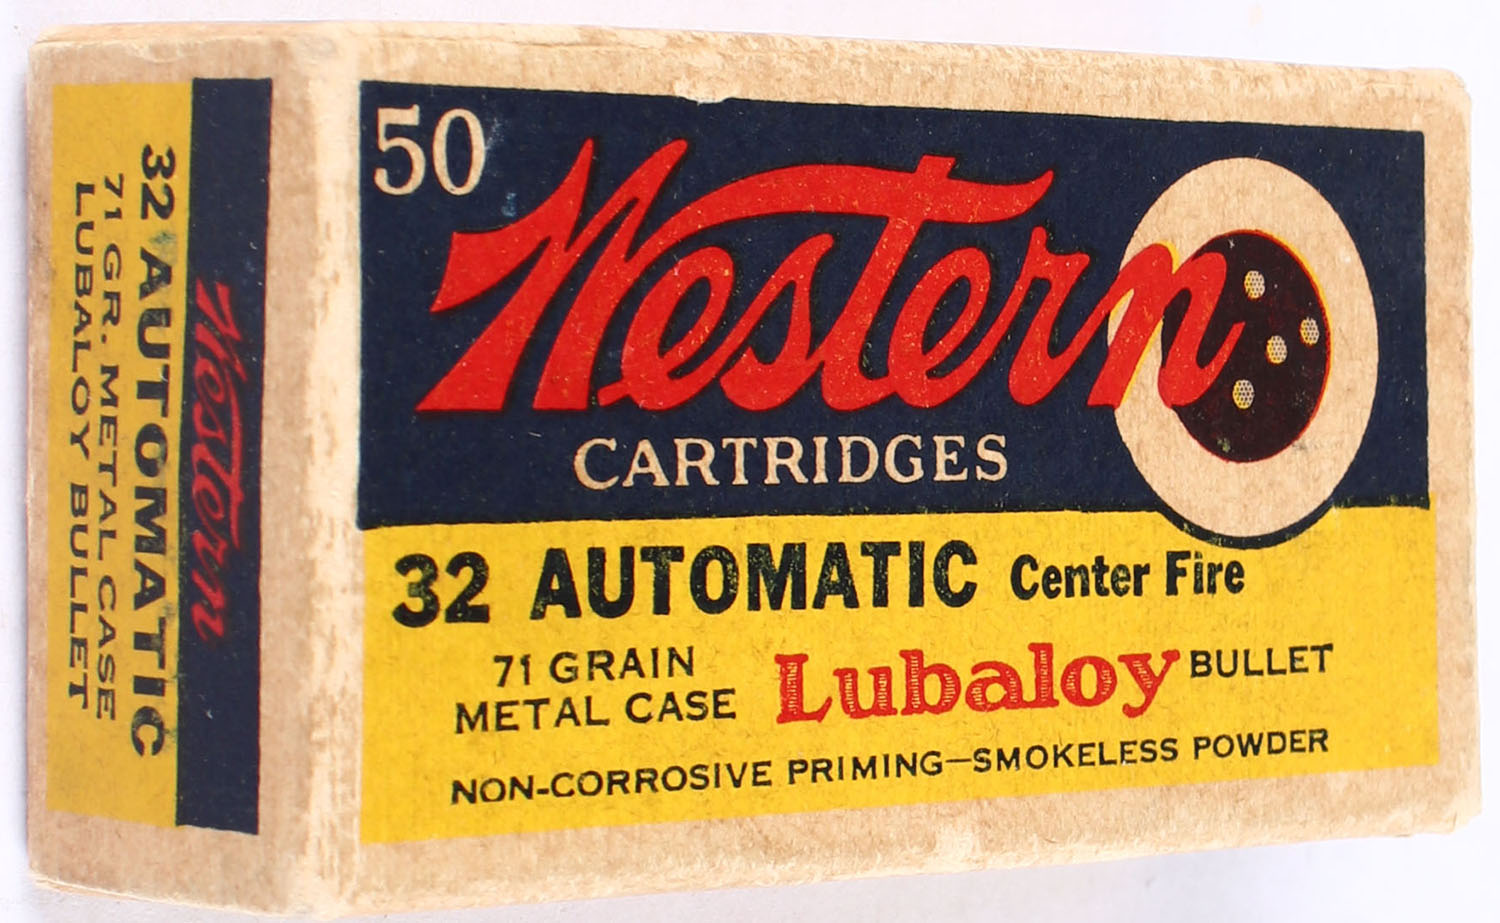 50
Western
CARTRIDGES
32 AUTOMATIC Center Fire
71 GRAIN
METAL CASE Lubaloy BULLET
NON-CORROSIVE PRIMING—SMOKELESS POWDER
Western
32 AUTOMATIC
71 GR. METAL CASE
LUBALOY BULLET